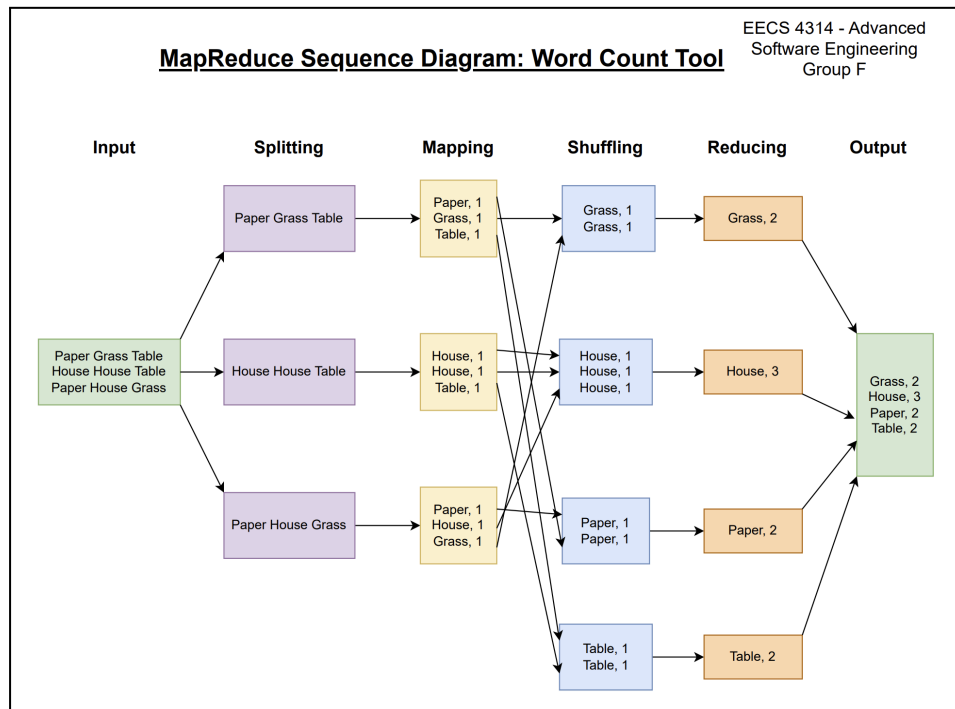 EECS 4314 - Advanced
Software Engineering
Group F
MapReduce Sequence Diagram: Word Count Tool
Input
Splitting
Mapping
Shuffling
Reducing
Output
Paper Grass Table
House House Table
Paper House Grass
Paper Grass Table
House House Table
Paper House Grass
Paper, 1
Grass, 1
Table, 1
House, 1
House, 1
Table, 1
Paper, 1
House, 1
Grass, 1
Grass, 1
Grass, 1
House, 1
House, 1
House, 1
Paper, 1
Paper, 1
Table, 1
Table, 1
Grass, 2
House, 3
Paper, 2
Table, 2
Grass, 2
House, 3
Paper, 2
Table, 2